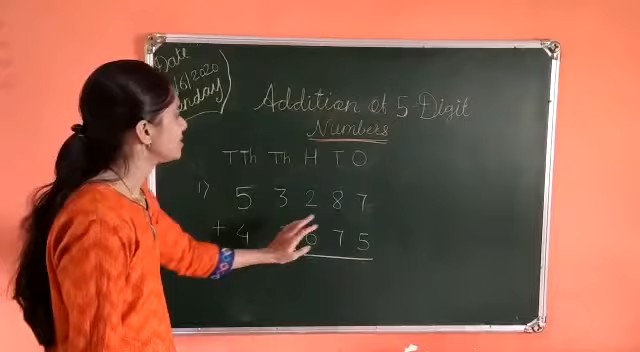 Date
/6/2020
Addition of 5-Digit
Numbers
TTh Th H T O
1) 5 3 2 8 7
+ 4 6 7 5